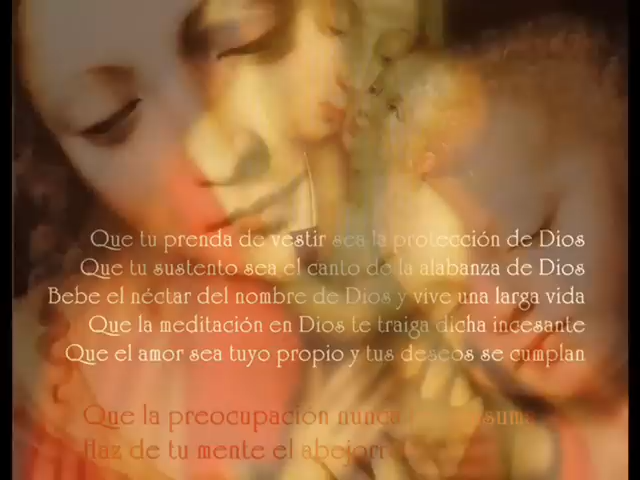 Que tu prenda de vestir sea la protección de Dios
Que tu sustento sea el canto de la alabanza de Dios
Bebe el néctar del nombre de Dios y vive una larga vida
Que la meditación en Dios te traiga dicha incesante
Que el amor sea tuyo propio y tus deseos se cumplan
Que la preocupación nunca
Haz de tu mente el